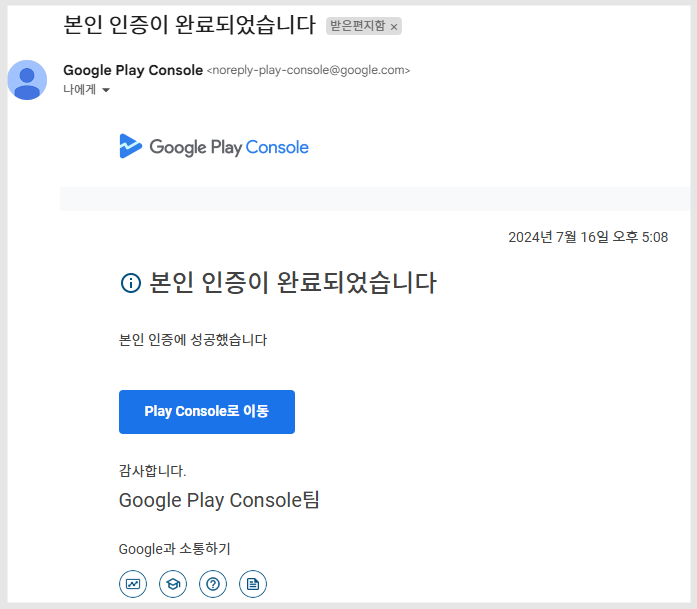 본인 인증이 완료되었습니다 받은편지함 ×
Google Play Console <noreply-play-console@google.com>
나에게
Google Play Console
2024년 7월 16일 오후 5:08
본인 인증이 완료되었습니다
본인 인증에 성공했습니다
Play Console로 이동
감사합니다.
Google Play Console팀
Google과 소통하기